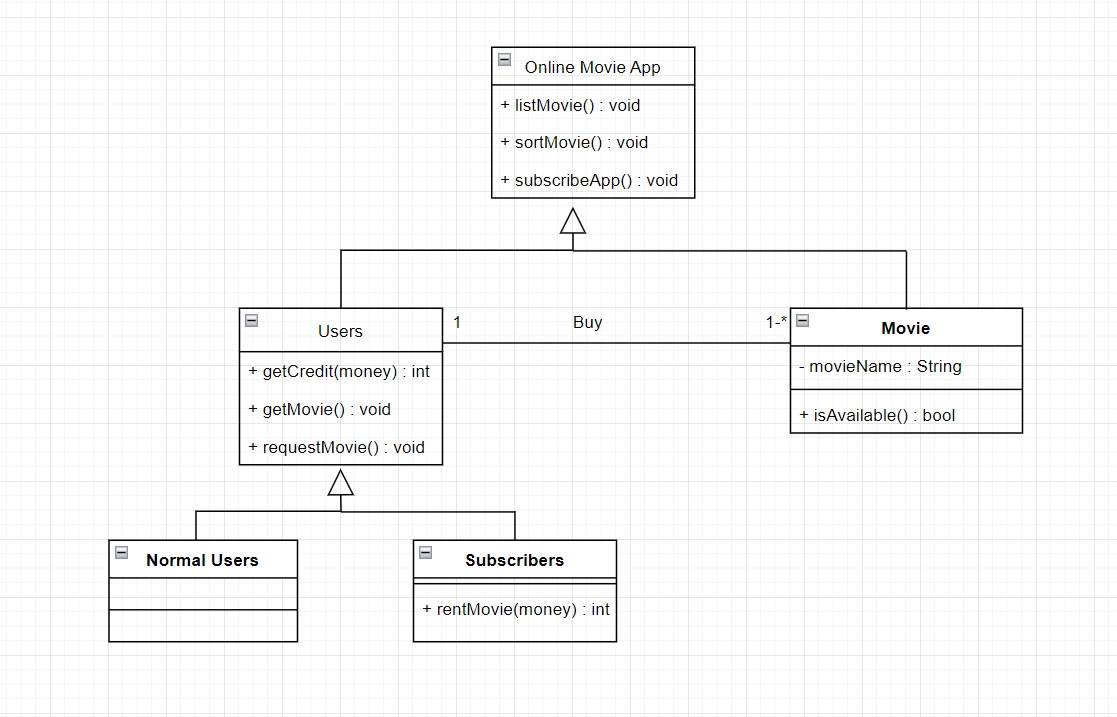 Online Movie App
+ listMovie() : void
+ sortMovie() : void
+ subscribeApp() : void
Users
+ getCredit(money) : int
+ getMovie() : void
+ requestMovie() : void
1
Buy
1-*
Movie
- movieName : String
+ isAvailable() : bool
Normal Users
Subscribers
+ rentMovie(money) : int